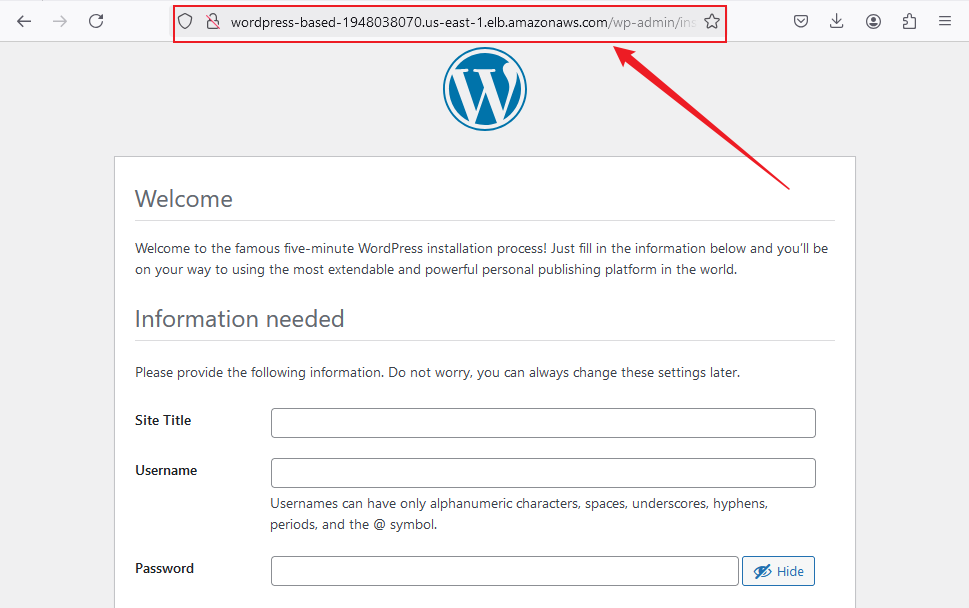 wordpress-based-1948038070.us-east-1.elb.amazonaws.com/wp-admin/ins
Welcome
Welcome to the famous five-minute WordPress installation process! Just fill in the information below and you’ll be
on your way to using the most extendable and powerful personal publishing platform in the world.
Information needed
Please provide the following information. Do not worry, you can always change these settings later.
Site Title
Username
Usernames can have only alphanumeric characters, spaces, underscores, hyphens,
periods, and the @ symbol.
Password
Hide